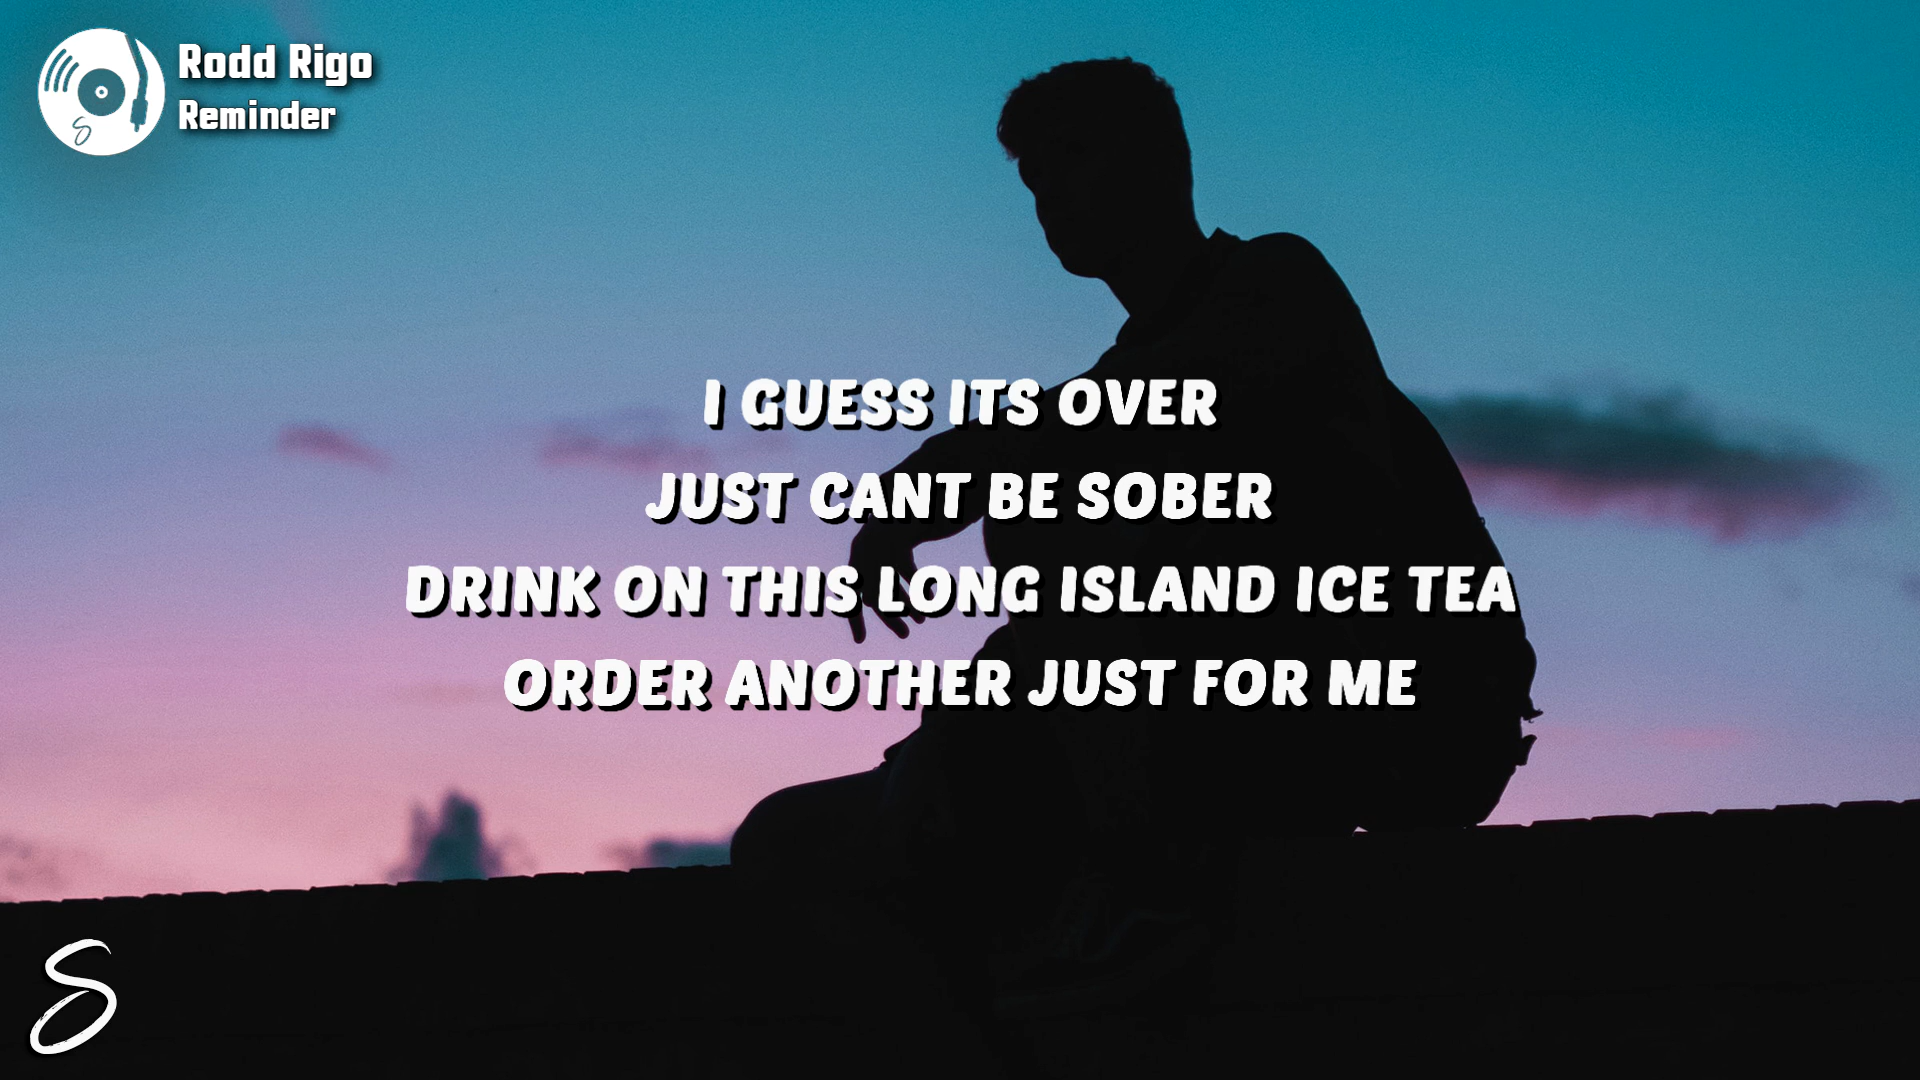 Rodd Rigo
Reminder
I GUESS ITS OVER
JUST CANT BE SOBER
DRINK ON THIS LONG ISLAND ICE TEA
ORDER ANOTHER JUST FOR ME
S